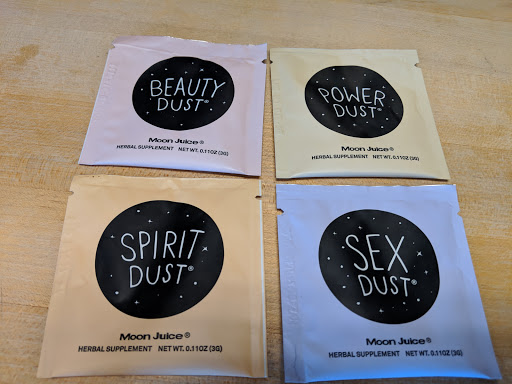 BEAUTY
DUST®
Moon Juice®
HERBAL SUPPLEMENT NET WT. 0.11OZ (3G)
POWER
DUST®
Moon Juice®
HERBAL SUPPLEMENT NET WT. 0.11OZ (3G)
SPIRIT
DUST®
Moon Juice®
HERBAL SUPPLEMENT NET WT. 0.11OZ (3G)
SEX
DUST®
Moon Juice®
HERBAL SUPPLEMENT NET WT. 0.11OZ (3G)